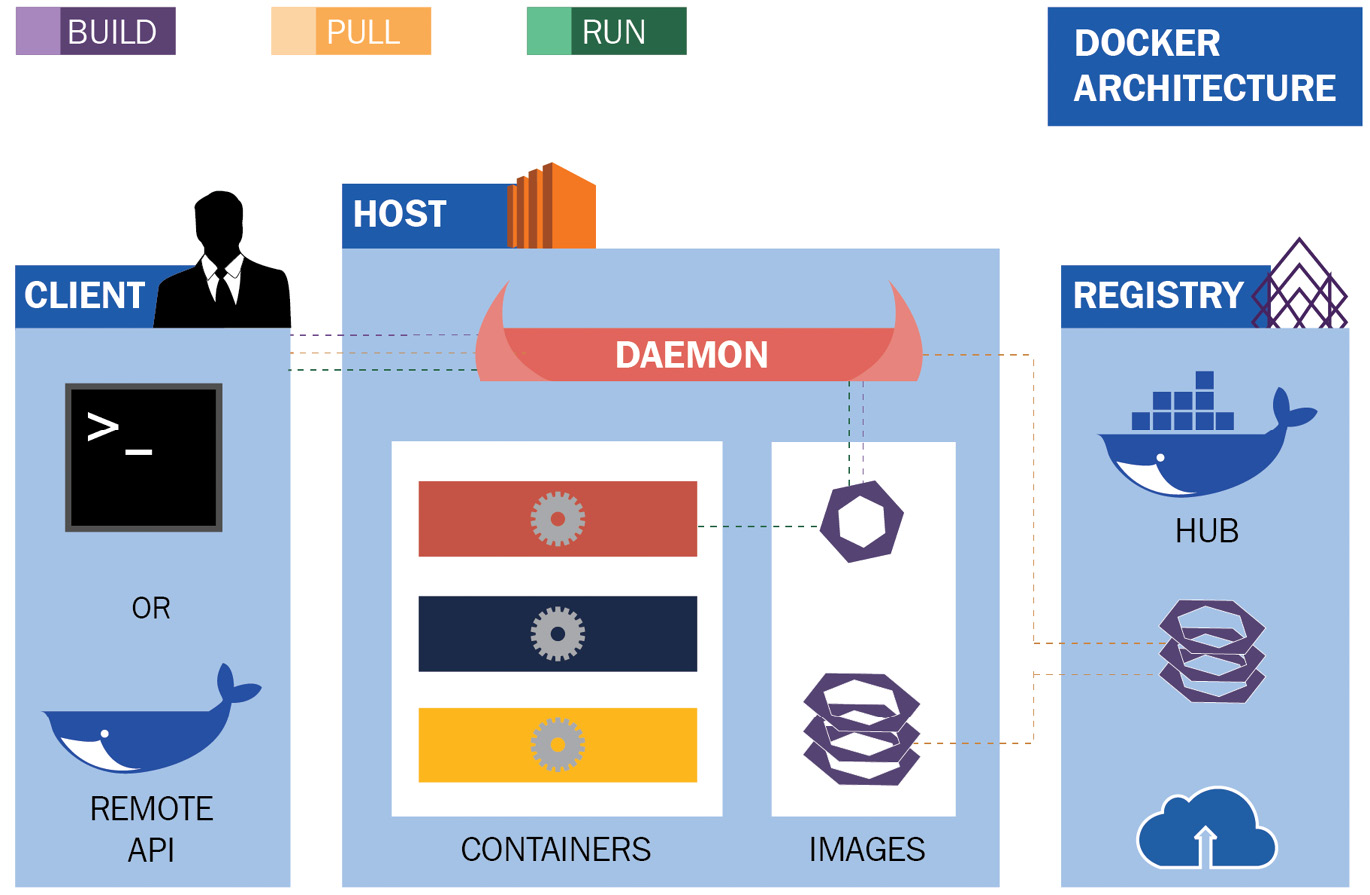 BUILD
PULL
RUN
DOCKER
ARCHITECTURE
HOST
CLIENT
REGISTRY
DAEMON
>_
HUB
OR
REMOTE
API
CONTAINERS
IMAGES